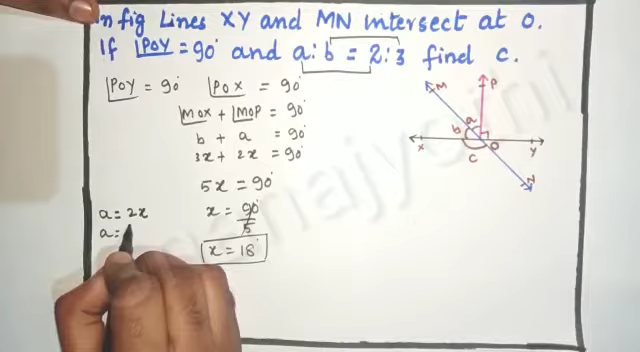 In fig Lines XY and MN intersect at O.
If ∠POY = 90° and a:b = 2:3 find C.
∠POY = 90° ∠POX = 90°
∠MOX + ∠MOP = 90°
b + a = 90°
3x + 2x = 90°
5x = 90°
a = 2x x = 90°/5
a =
x = 18°
M P
a
b
X O Y
C
N